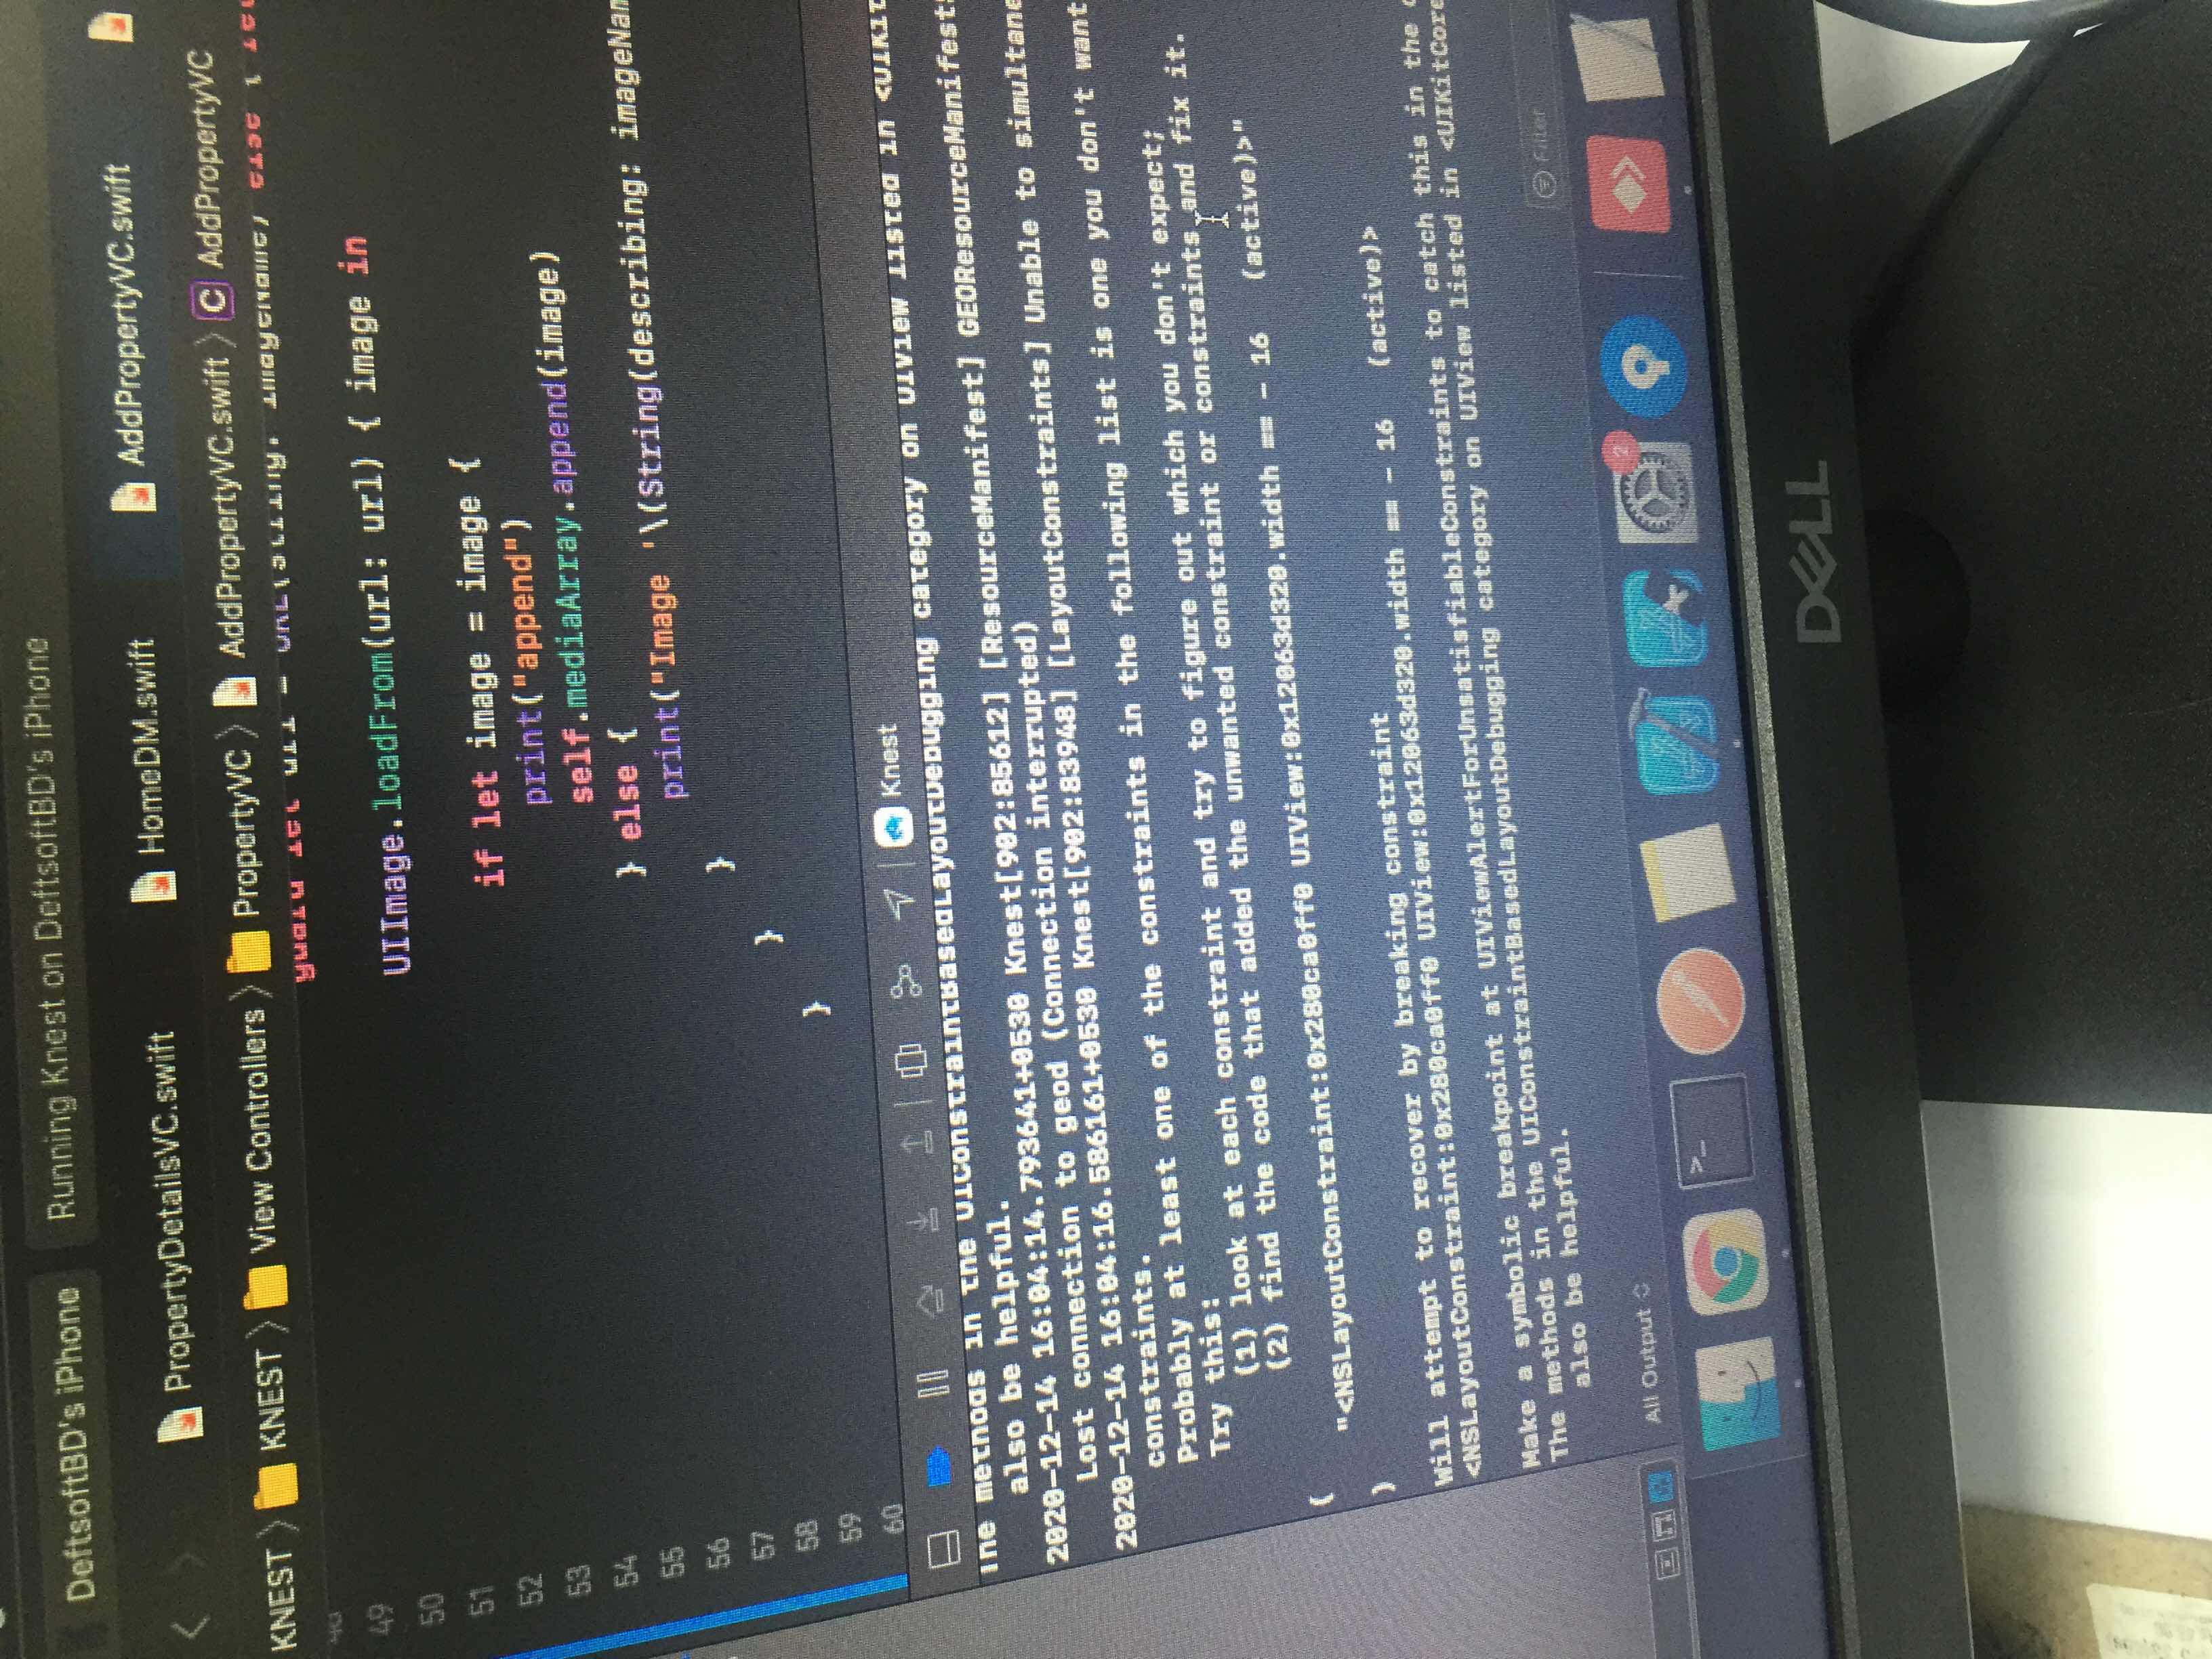 DeftsoftBD's iPhone
Running Knest on DeftsoftBD's iPhone
PropertyDetailsVC.swift
HomeDM.swift
AddPropertyVC.swift
KNEST 〉 KNEST 〉 View Controllers 〉 PropertyVC 〉 AddPropertyVC.swift 〉 C AddPropertyVC
guard let url = URL(string: imageName) else {
49
UIImage.loadFrom(url: url) { image in
50
51
if let image = image {
52
print("append")
53
self.mediaArray.append(image)
54
} else {
55
print("Image '\(String(describing: imageNam
56
}
57
}
58
}
59
60
Knest
The methods in the UIConstraintBasedLayoutDebugging category on UIView listed in <UIKit
also be helpful.
2020-12-14 16:04:14.793641+0530 Knest[902:85612] [ResourceManifest] GEOResourceManifest
Lost connection to geod (Connection interrupted)
2020-12-14 16:04:16.586161+0530 Knest[902:83948] [LayoutConstraints] Unable to simultane
constraints.
Probably at least one of the constraints in the following list is one you don't want
Try this:
(1) look at each constraint and try to figure out which you don't expect;
(2) find the code that added the unwanted constraint or constraints and fix it.
(
"<NSLayoutConstraint:0x280ca0ff0 UIView:0x12063d320.width == - 16   (active)>"
)
Will attempt to recover by breaking constraint
<NSLayoutConstraint:0x280ca0ff0 UIView:0x12063d320.width == - 16   (active)>
Make a symbolic breakpoint at UIViewAlertForUnsatisfiableConstraints to catch this in the
The methods in the UIConstraintBasedLayoutDebugging category on UIView listed in <UIKitCore
also be helpful.
Filter
All Output
2
DELL